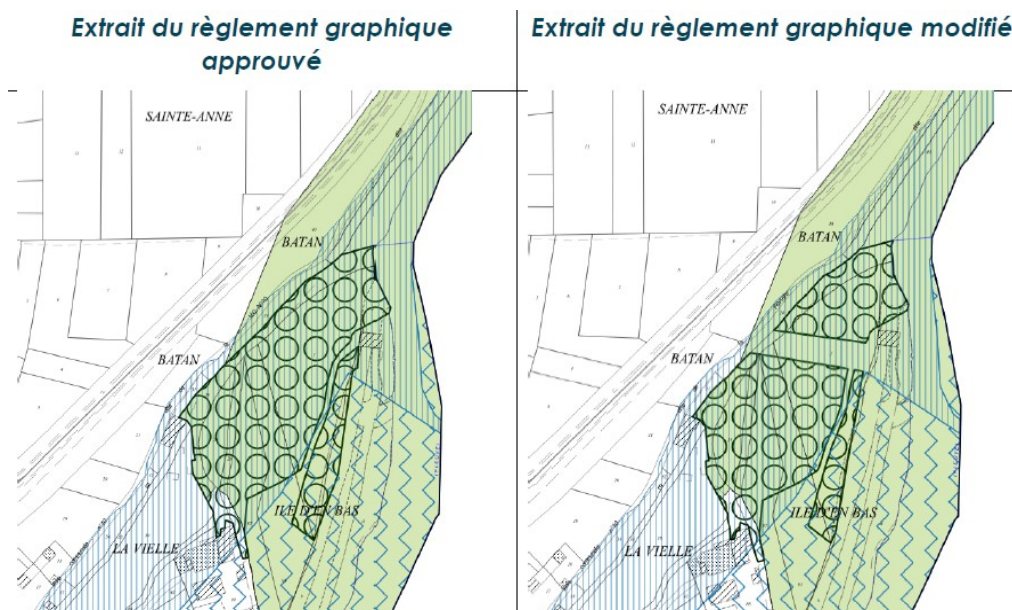 Extrait du règlement graphique
approuvé
SAINTE-ANNE
BATAN
BATAN
ILE D'EN BAS
LA VIELLE
Extrait du règlement graphique modifié
SAINTE-ANNE
BATAN
BATAN
ILE D'EN BAS
LA VIELLE